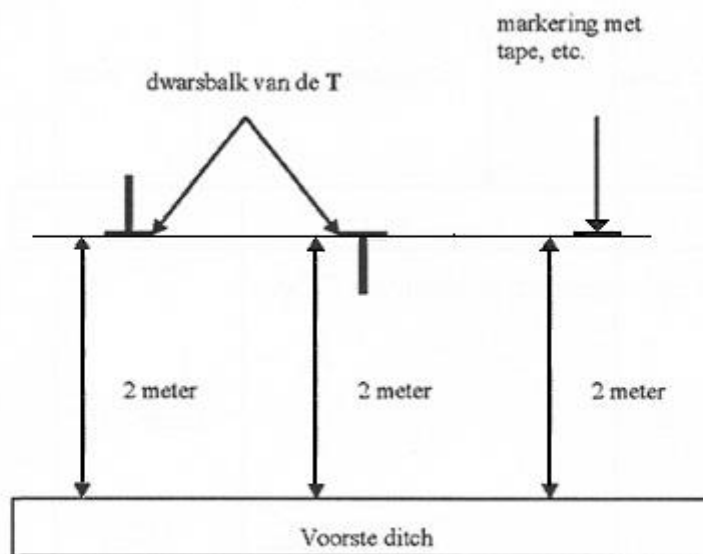 markering met
tape, etc.
dwarsbalk van de T
2 meter
2 meter
2 meter
Voorste ditch